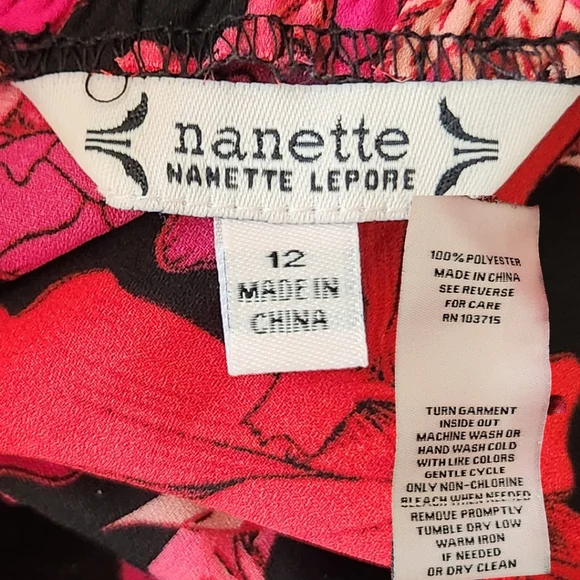 nanette
NANETTE LEPORE
12
MADE IN
CHINA
100% POLYESTER
MADE IN CHINA
SEE REVERSE
FOR CARE
RN 103715
TURN GARMENT
INSIDE OUT
MACHINE WASH OR
HAND WASH COLD
WITH LIKE COLORS
GENTLE CYCLE
ONLY NON-CHLORINE
BLEACH WHEN NEEDED
REMOVE PROMPTLY
TUMBLE DRY LOW
WARM IRON
IF NEEDED
OR DRY CLEAN